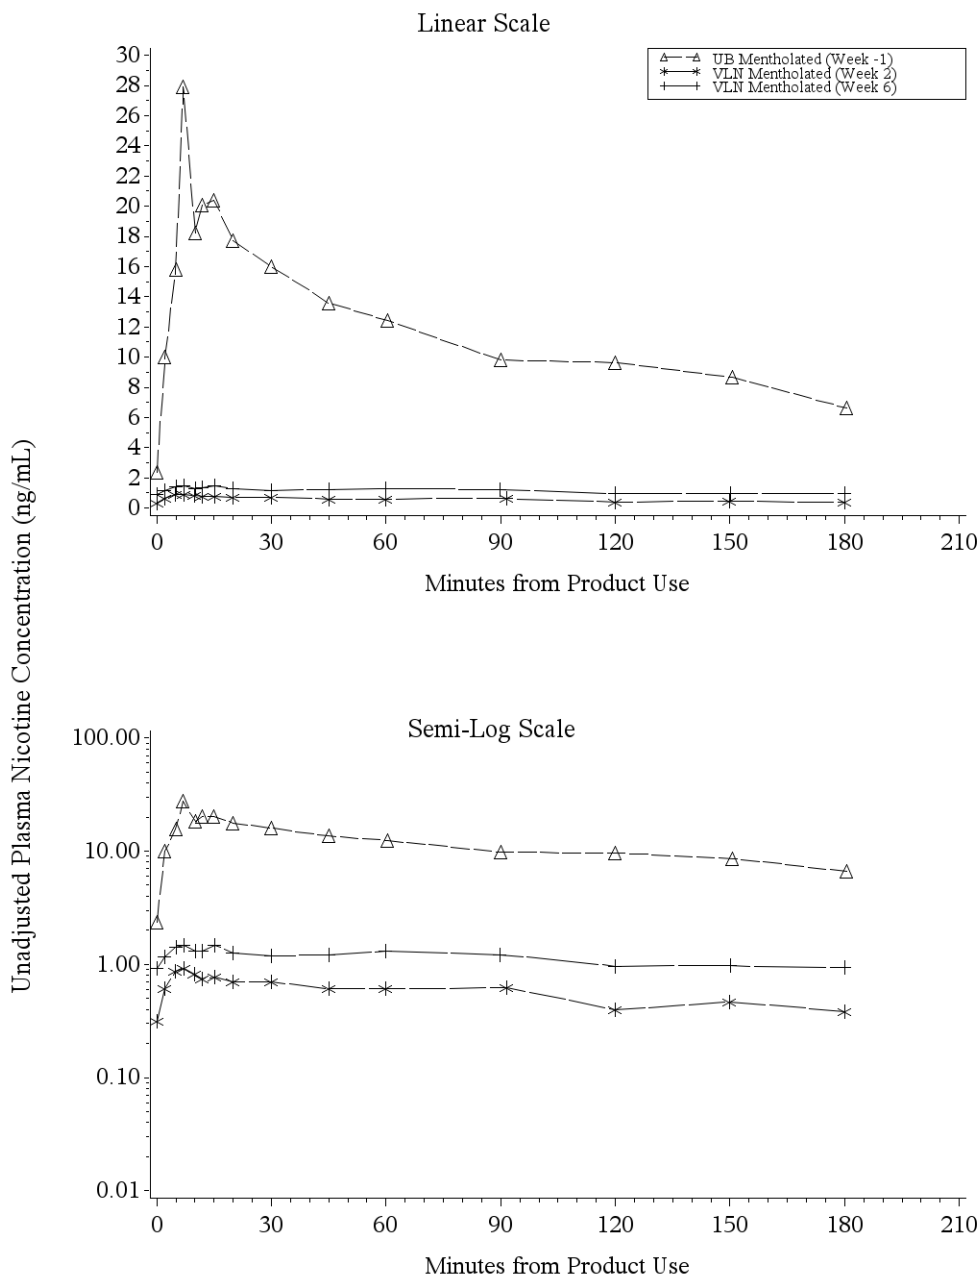 Linear Scale
UB Mentholated (Week -1)
VLN Mentholated (Week 2)
VLN Mentholated (Week 6)
30
28
26
24
22
20
18
16
14
12
10
8
6
4
2
0
0 30 60 90 120 150 180 210
Minutes from Product Use
Unadjusted Plasma Nicotine Concentration (ng/mL)
Semi-Log Scale
100.00
10.00
1.00
0.10
0.01
0 30 60 90 120 150 180 210
Minutes from Product Use